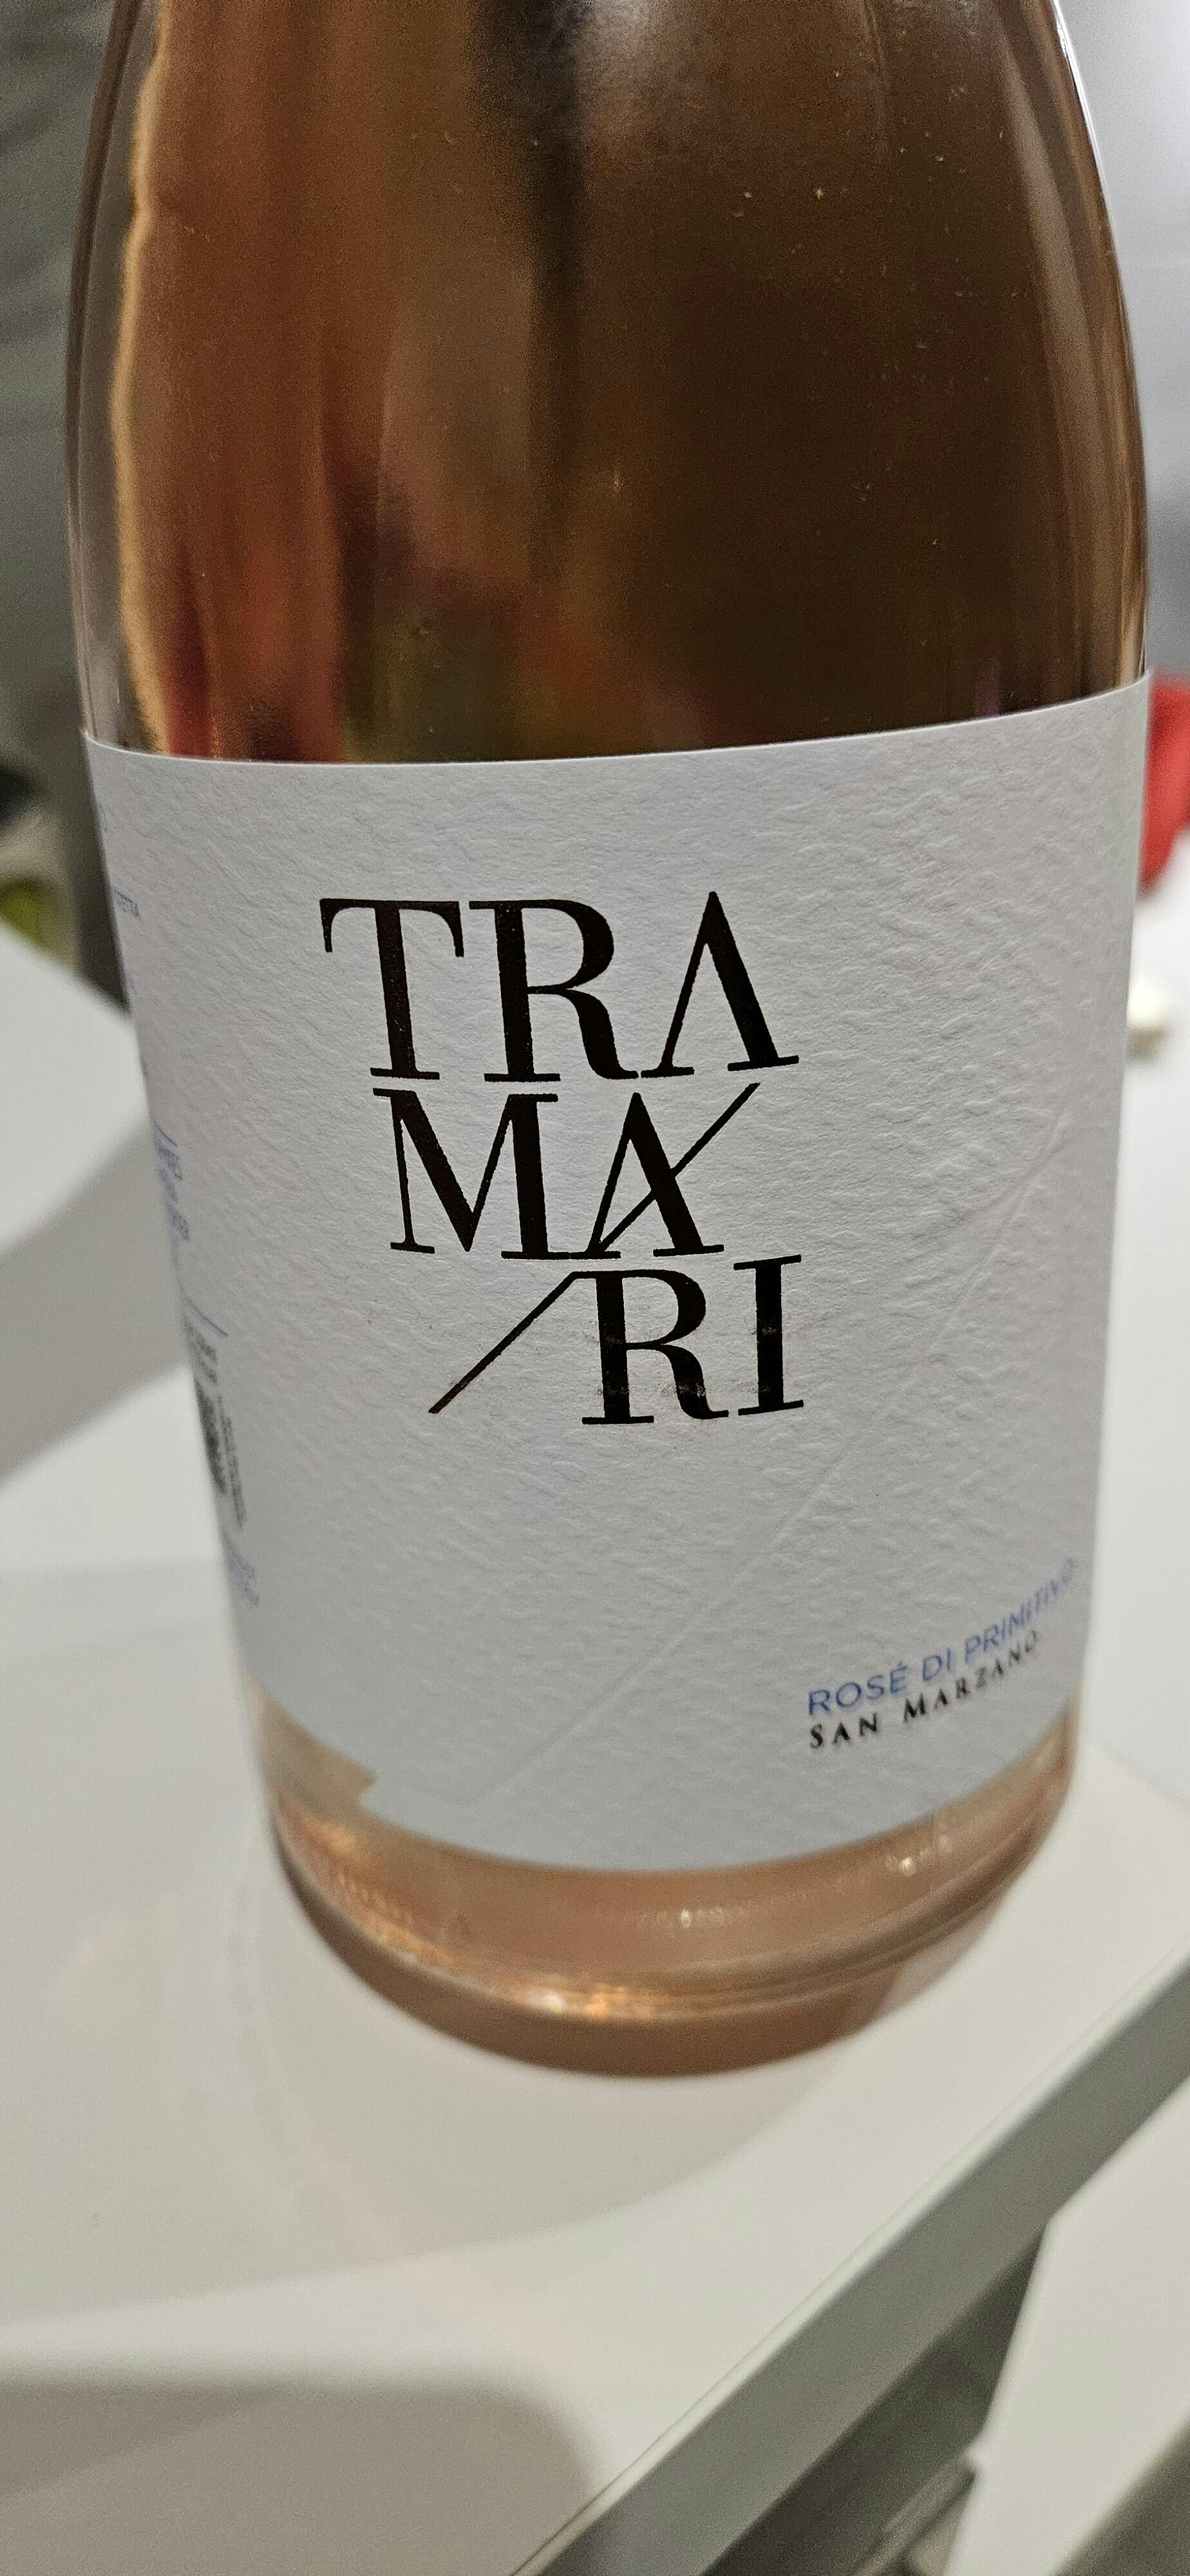 TRA
MA
RI
ROSÉ DI PRIMITIVO
SAN MARZANO